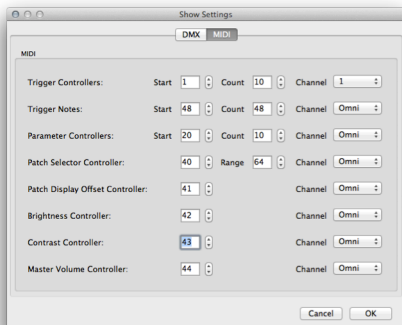 Show Settings
DMX MIDI
MIDI
Trigger Controllers: Start 1 Count 10 Channel 1
Trigger Notes: Start 48 Count 48 Channel Omni
Parameter Controllers: Start 20 Count 10 Channel Omni
Patch Selector Controller: 40 Range 64 Channel Omni
Patch Display Offset Controller: 41 Channel Omni
Brightness Controller: 42 Channel Omni
Contrast Controller: 43 Channel Omni
Master Volume Controller: 44 Channel Omni
Cancel OK